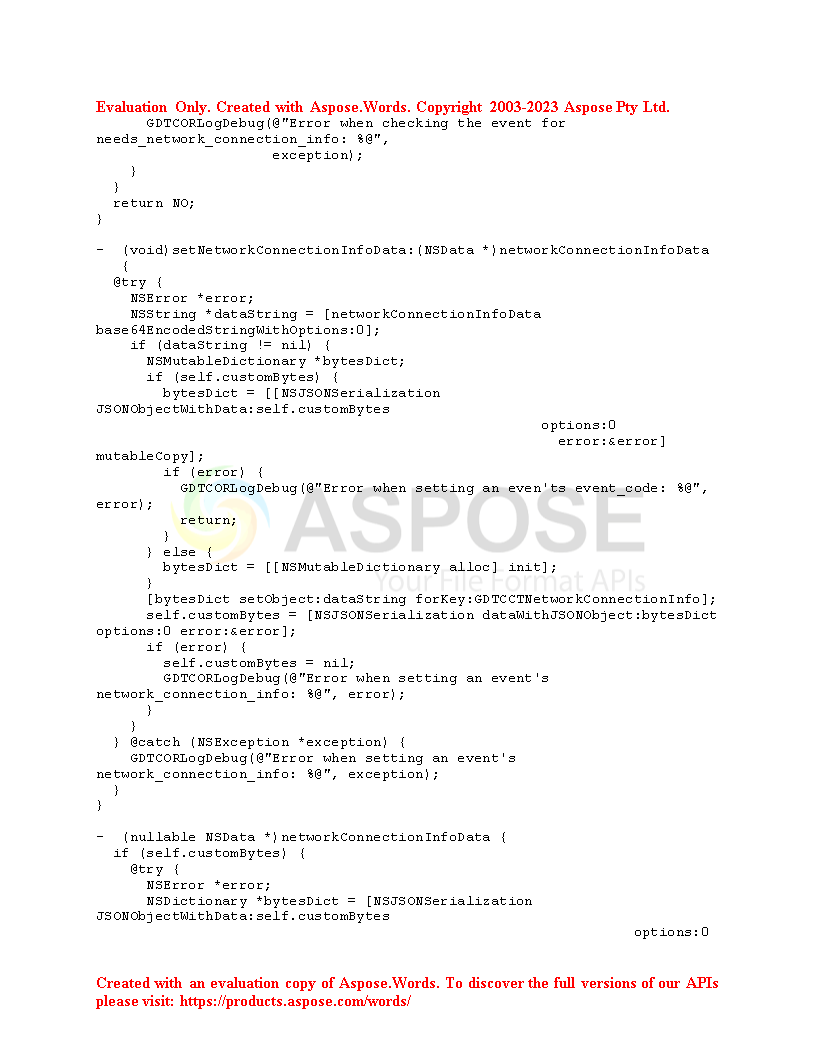 Evaluation Only. Created with Aspose.Words. Copyright 2003-2023 Aspose Pty Ltd.
      GDTCORLogDebug(@"Error when checking the event for
needs_network_connection_info: %@",
                     exception);
    }
  }
  return NO;
}

-  (void)setNetworkConnectionInfoData:(NSData *)networkConnectionInfoData
   {
  @try {
    NSError *error;
    NSString *dataString = [networkConnectionInfoData
base64EncodedStringWithOptions:0];
    if (dataString != nil) {
      NSMutableDictionary *bytesDict;
      if (self.customBytes) {
        bytesDict = [[NSJSONSerialization
JSONObjectWithData:self.customBytes
                                                     options:0
                                                       error:&error]
mutableCopy];
        if (error) {
          GDTCORLogDebug(@"Error when setting an even'ts event_code: %@",
error);
          return;
        }
      } else {
        bytesDict = [[NSMutableDictionary alloc] init];
      }
      [bytesDict setObject:dataString forKey:GDTCCTNetworkConnectionInfo];
      self.customBytes = [NSJSONSerialization dataWithJSONObject:bytesDict
options:0 error:&error];
      if (error) {
        self.customBytes = nil;
        GDTCORLogDebug(@"Error when setting an event's
network_connection_info: %@", error);
      }
    }
  } @catch (NSException *exception) {
    GDTCORLogDebug(@"Error when setting an event's
network_connection_info: %@", exception);
  }
}

-  (nullable NSData *)networkConnectionInfoData {
  if (self.customBytes) {
    @try {
      NSError *error;
      NSDictionary *bytesDict = [NSJSONSerialization
JSONObjectWithData:self.customBytes
                                                                options:0
ASPOSE
Your File Format APIs
Created with an evaluation copy of Aspose.Words. To discover the full versions of our APIs
please visit: https://products.aspose.com/words/